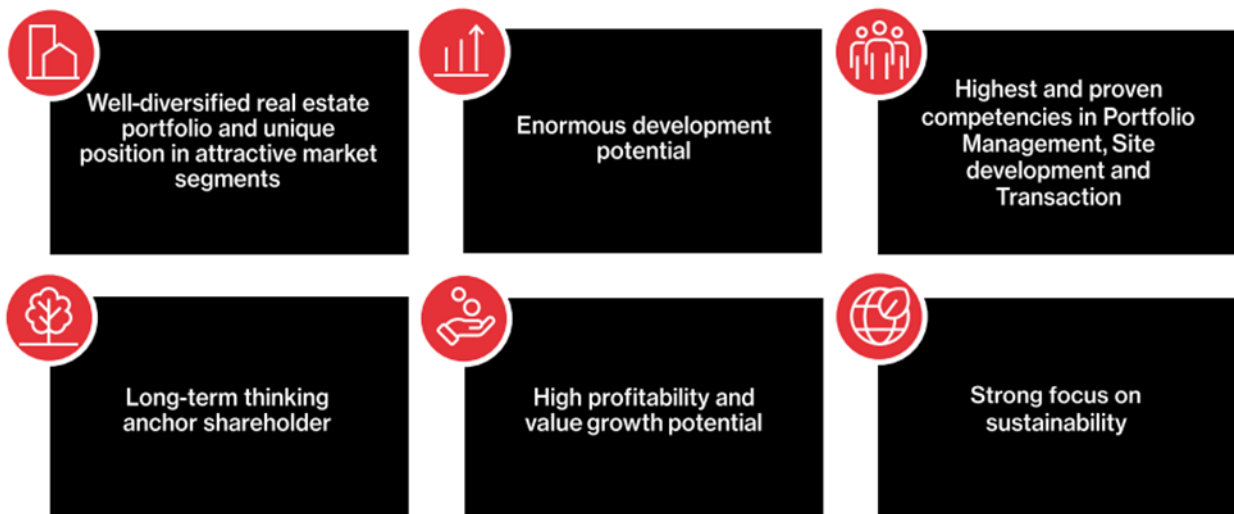 Well-diversified real estate
portfolio and unique
position in attractive market
segments
Enormous development
potential
Highest and proven
competencies in Portfolio
Management, Site
development and
Transaction
Long-term thinking
anchor shareholder
High profitability and
value growth potential
Strong focus on
sustainability